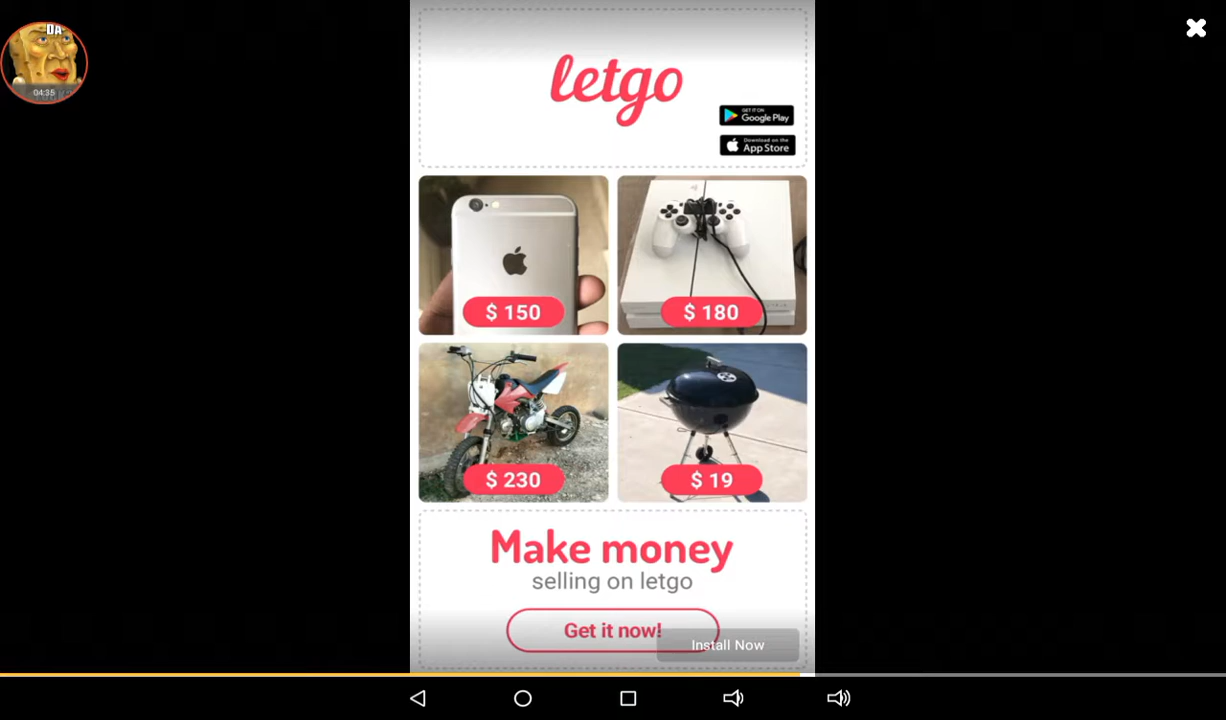 DA
04:35
letgo
GET IT ON
Google Play
Download on the
App Store
$ 150
$ 180
$ 230
$ 19
Make money
selling on letgo
Get it now!
Install Now